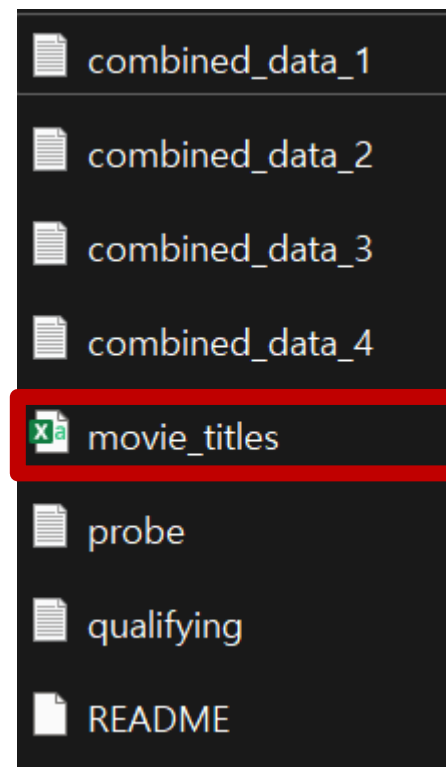 combined_data_1
combined_data_2
combined_data_3
combined_data_4
movie_titles
probe
qualifying
README